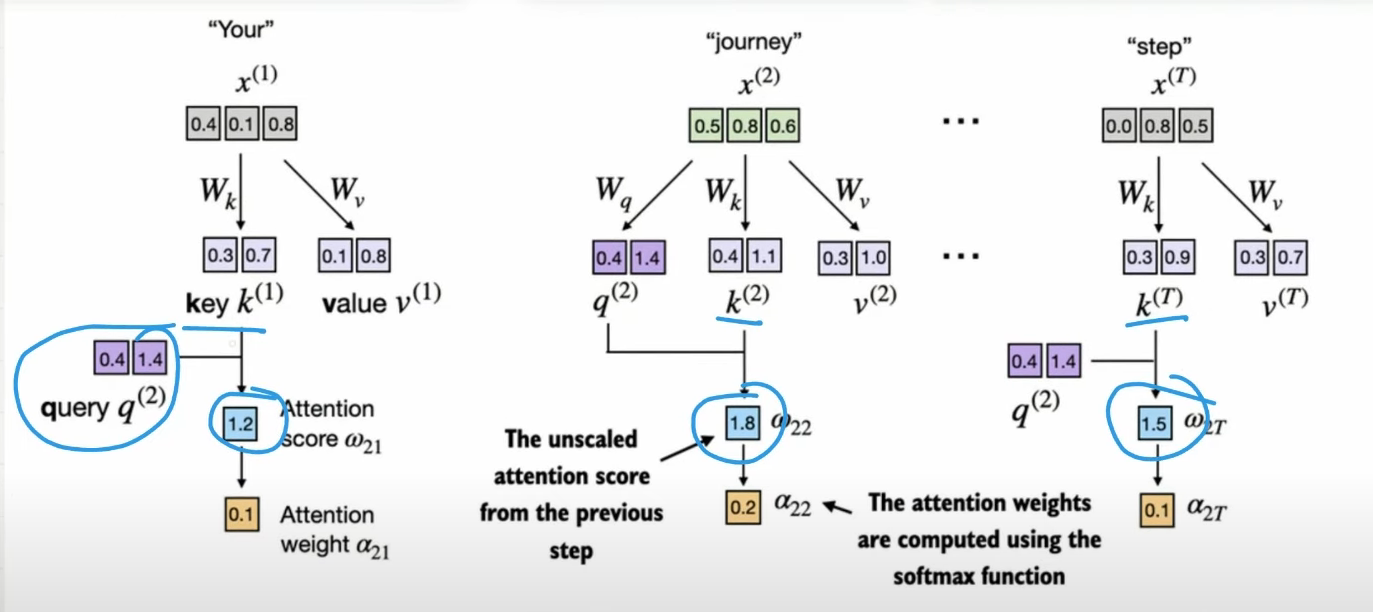 “Your”
x(1)
0.4 0.1 0.8
Wk Wv
0.3 0.7 0.1 0.8
key k(1) value v(1)
0.4 1.4
query q(2)
1.2
Attention
score ω21
0.1
Attention
weight α21
“journey”
x(2)
0.5 0.8 0.6
Wq Wk Wv
0.4 1.4 0.4 1.1 0.3 1.0
q(2) k(2) v(2)
1.8 ω22
The unscaled
attention score
from the previous
step
0.2 α22
The attention weights
are computed using the
softmax function
...
...
“step”
x(T)
0.0 0.8 0.5
Wk Wv
0.3 0.9 0.3 0.7
k(T) v(T)
0.4 1.4
q(2)
1.5 ω2T
0.1 α2T